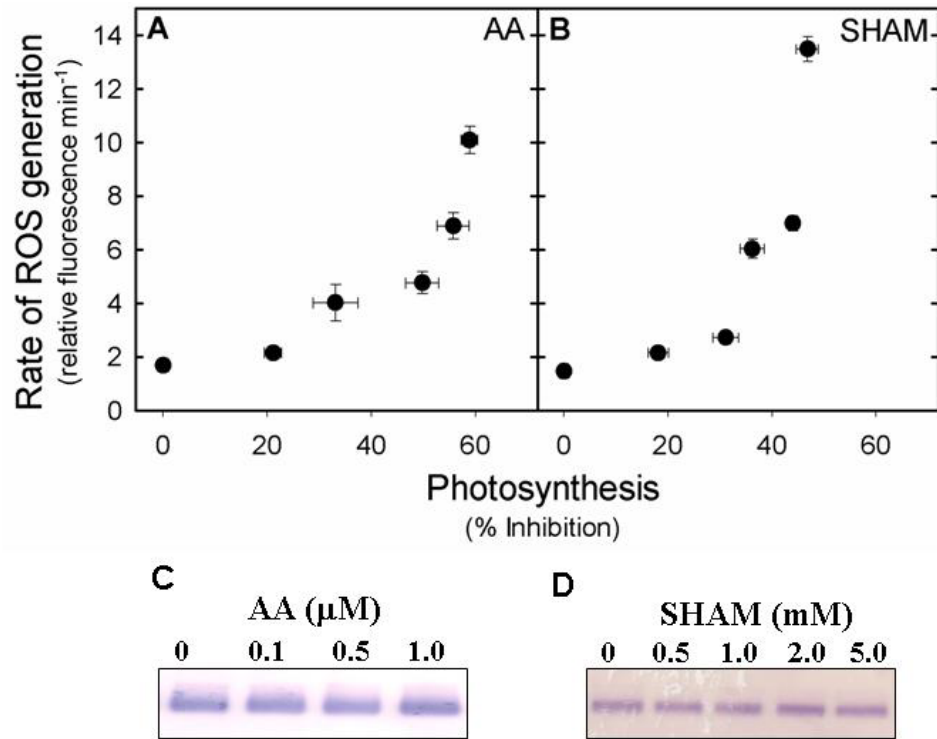 A AA
B SHAM
Rate of ROS generation
(relative fluorescence min⁻¹)
14
12
10
8
6
4
2
0
0 20 40 60
0 20 40 60
Photosynthesis
(% Inhibition)
C
AA (μM)
0 0.1 0.5 1.0
D
SHAM (mM)
0 0.5 1.0 2.0 5.0